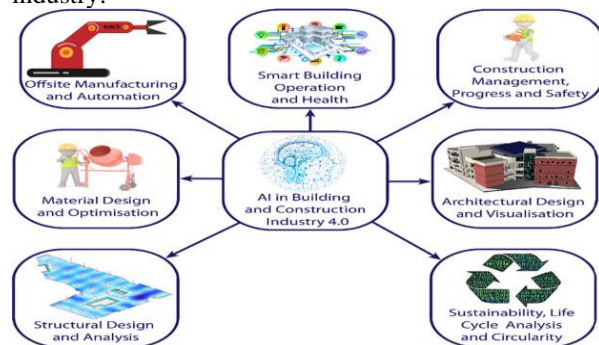 industry.
Offsite Manufacturing
and Automation
Smart Building
Operation
and Health
Construction
Management,
Progress and Safety
Material Design
and Optimisation
AI in Building
and Construction
Industry 4.0
Architectural Design
and Visualisation
Structural Design
and Analysis
Sustainability, Life
Cycle Analysis
and Circularity